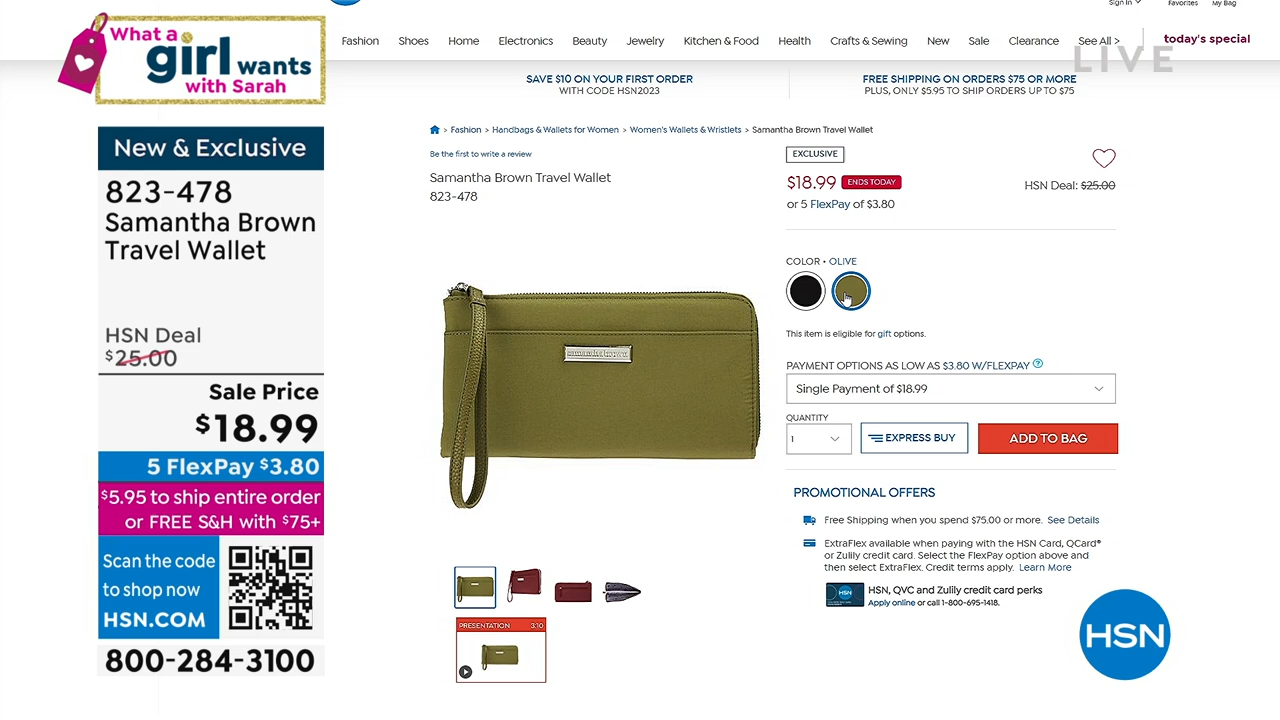 What a
girl wants
with Sarah
New & Exclusive
823-478
Samantha Brown
Travel Wallet
HSN Deal
$25.00
Sale Price
$18.99
5 FlexPay $3.80
$5.95 to ship entire order
or FREE S&H with $75+
Scan the code
to shop now
HSN.COM
800-284-3100
Sign In
Favorites
My Bag
Fashion Shoes Home Electronics Beauty Jewelry Kitchen & Food Health Crafts & Sewing New Sale Clearance See All > today's special
LIVE
SAVE $10 ON YOUR FIRST ORDER
WITH CODE HSN2023
FREE SHIPPING ON ORDERS $75 OR MORE
PLUS, ONLY $5.95 TO SHIP ORDERS UP TO $75
> Fashion > Handbags & Wallets for Women > Women's Wallets & Wristlets > Samantha Brown Travel Wallet
Be the first to write a review
Samantha Brown Travel Wallet
823-478
samantha brown
PRESENTATION 3:10
EXCLUSIVE
$18.99 ENDS TODAY
HSN Deal: $25.00
or 5 FlexPay of $3.80
COLOR • OLIVE
This item is eligible for gift options.
PAYMENT OPTIONS AS LOW AS $3.80 W/FLEXPAY ?
Single Payment of $18.99
QUANTITY
1
EXPRESS BUY
ADD TO BAG
PROMOTIONAL OFFERS
Free Shipping when you spend $75.00 or more. See Details
ExtraFlex available when paying with the HSN Card, QCard®
or Zulily credit card. Select the FlexPay option above and
then select ExtraFlex. Credit terms apply. Learn More
HSN
HSN, QVC and Zulily credit card perks
Apply online or call 1-800-695-1418.
HSN